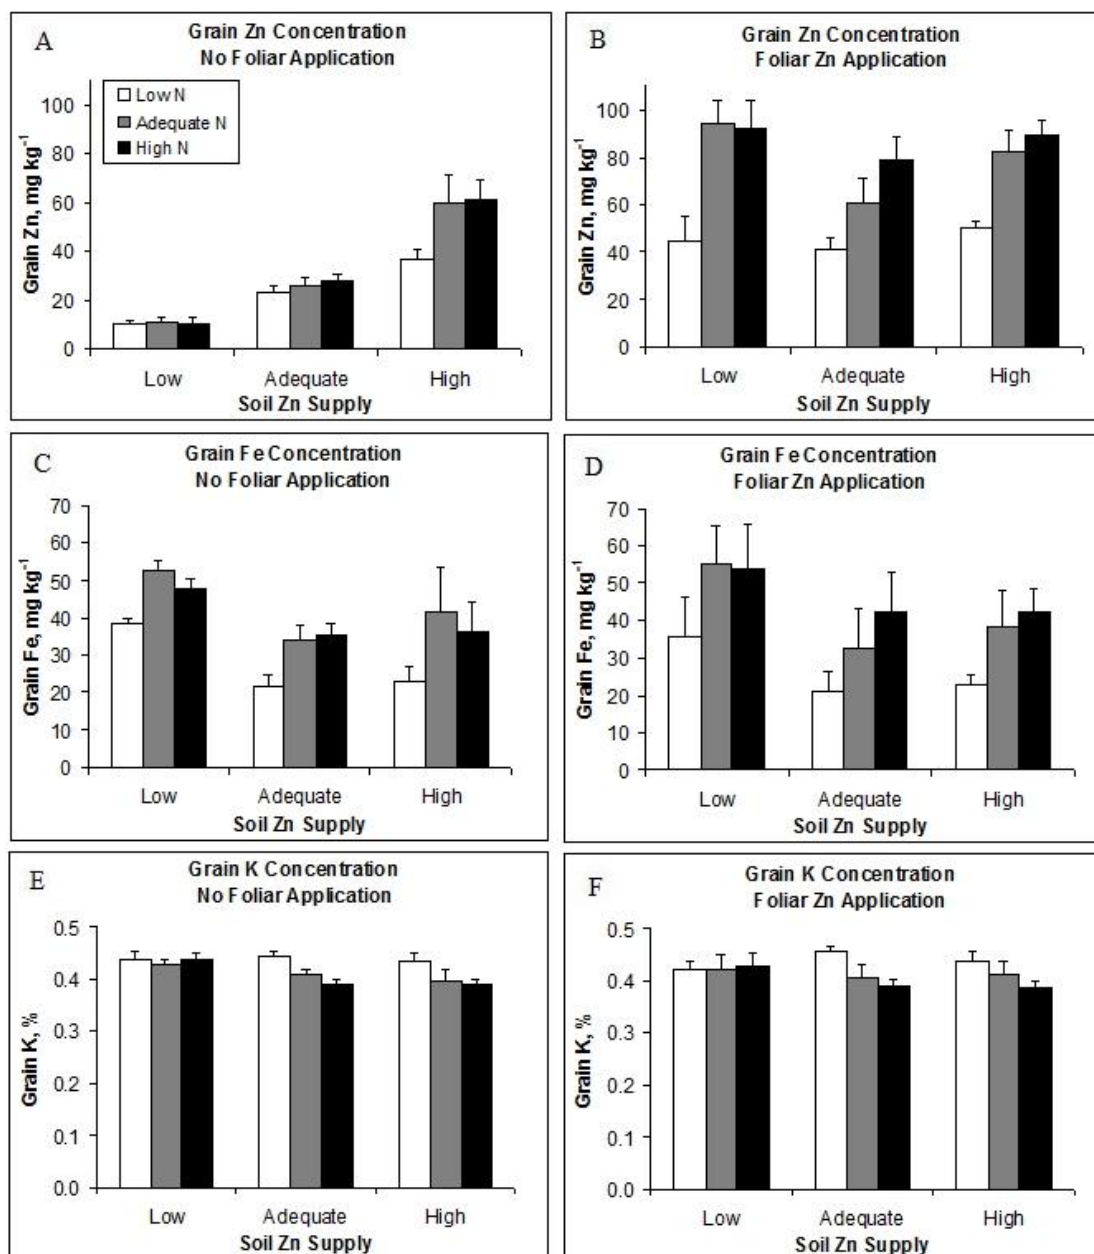 A
Grain Zn Concentration
No Foliar Application
Low N
Adequate N
High N
Grain Zn, mg kg⁻¹
100
80
60
40
20
0
Low Adequate High
Soil Zn Supply
B
Grain Zn Concentration
Foliar Zn Application
Grain Zn, mg kg⁻¹
100
80
60
40
20
0
Low Adequate High
Soil Zn Supply
C
Grain Fe Concentration
No Foliar Application
Grain Fe, mg kg⁻¹
70
60
50
40
30
20
10
0
Low Adequate High
Soil Zn Supply
D
Grain Fe Concentration
Foliar Zn Application
Grain Fe, mg kg⁻¹
70
60
50
40
30
20
10
0
Low Adequate High
Soil Zn Supply
E
Grain K Concentration
No Foliar Application
Grain K, %
0.5
0.4
0.3
0.2
0.1
0.0
Low Adequate High
Soil Zn Supply
F
Grain K Concentration
Foliar Zn Application
Grain K, %
0.5
0.4
0.3
0.2
0.1
0.0
Low Adequate High
Soil Zn Supply